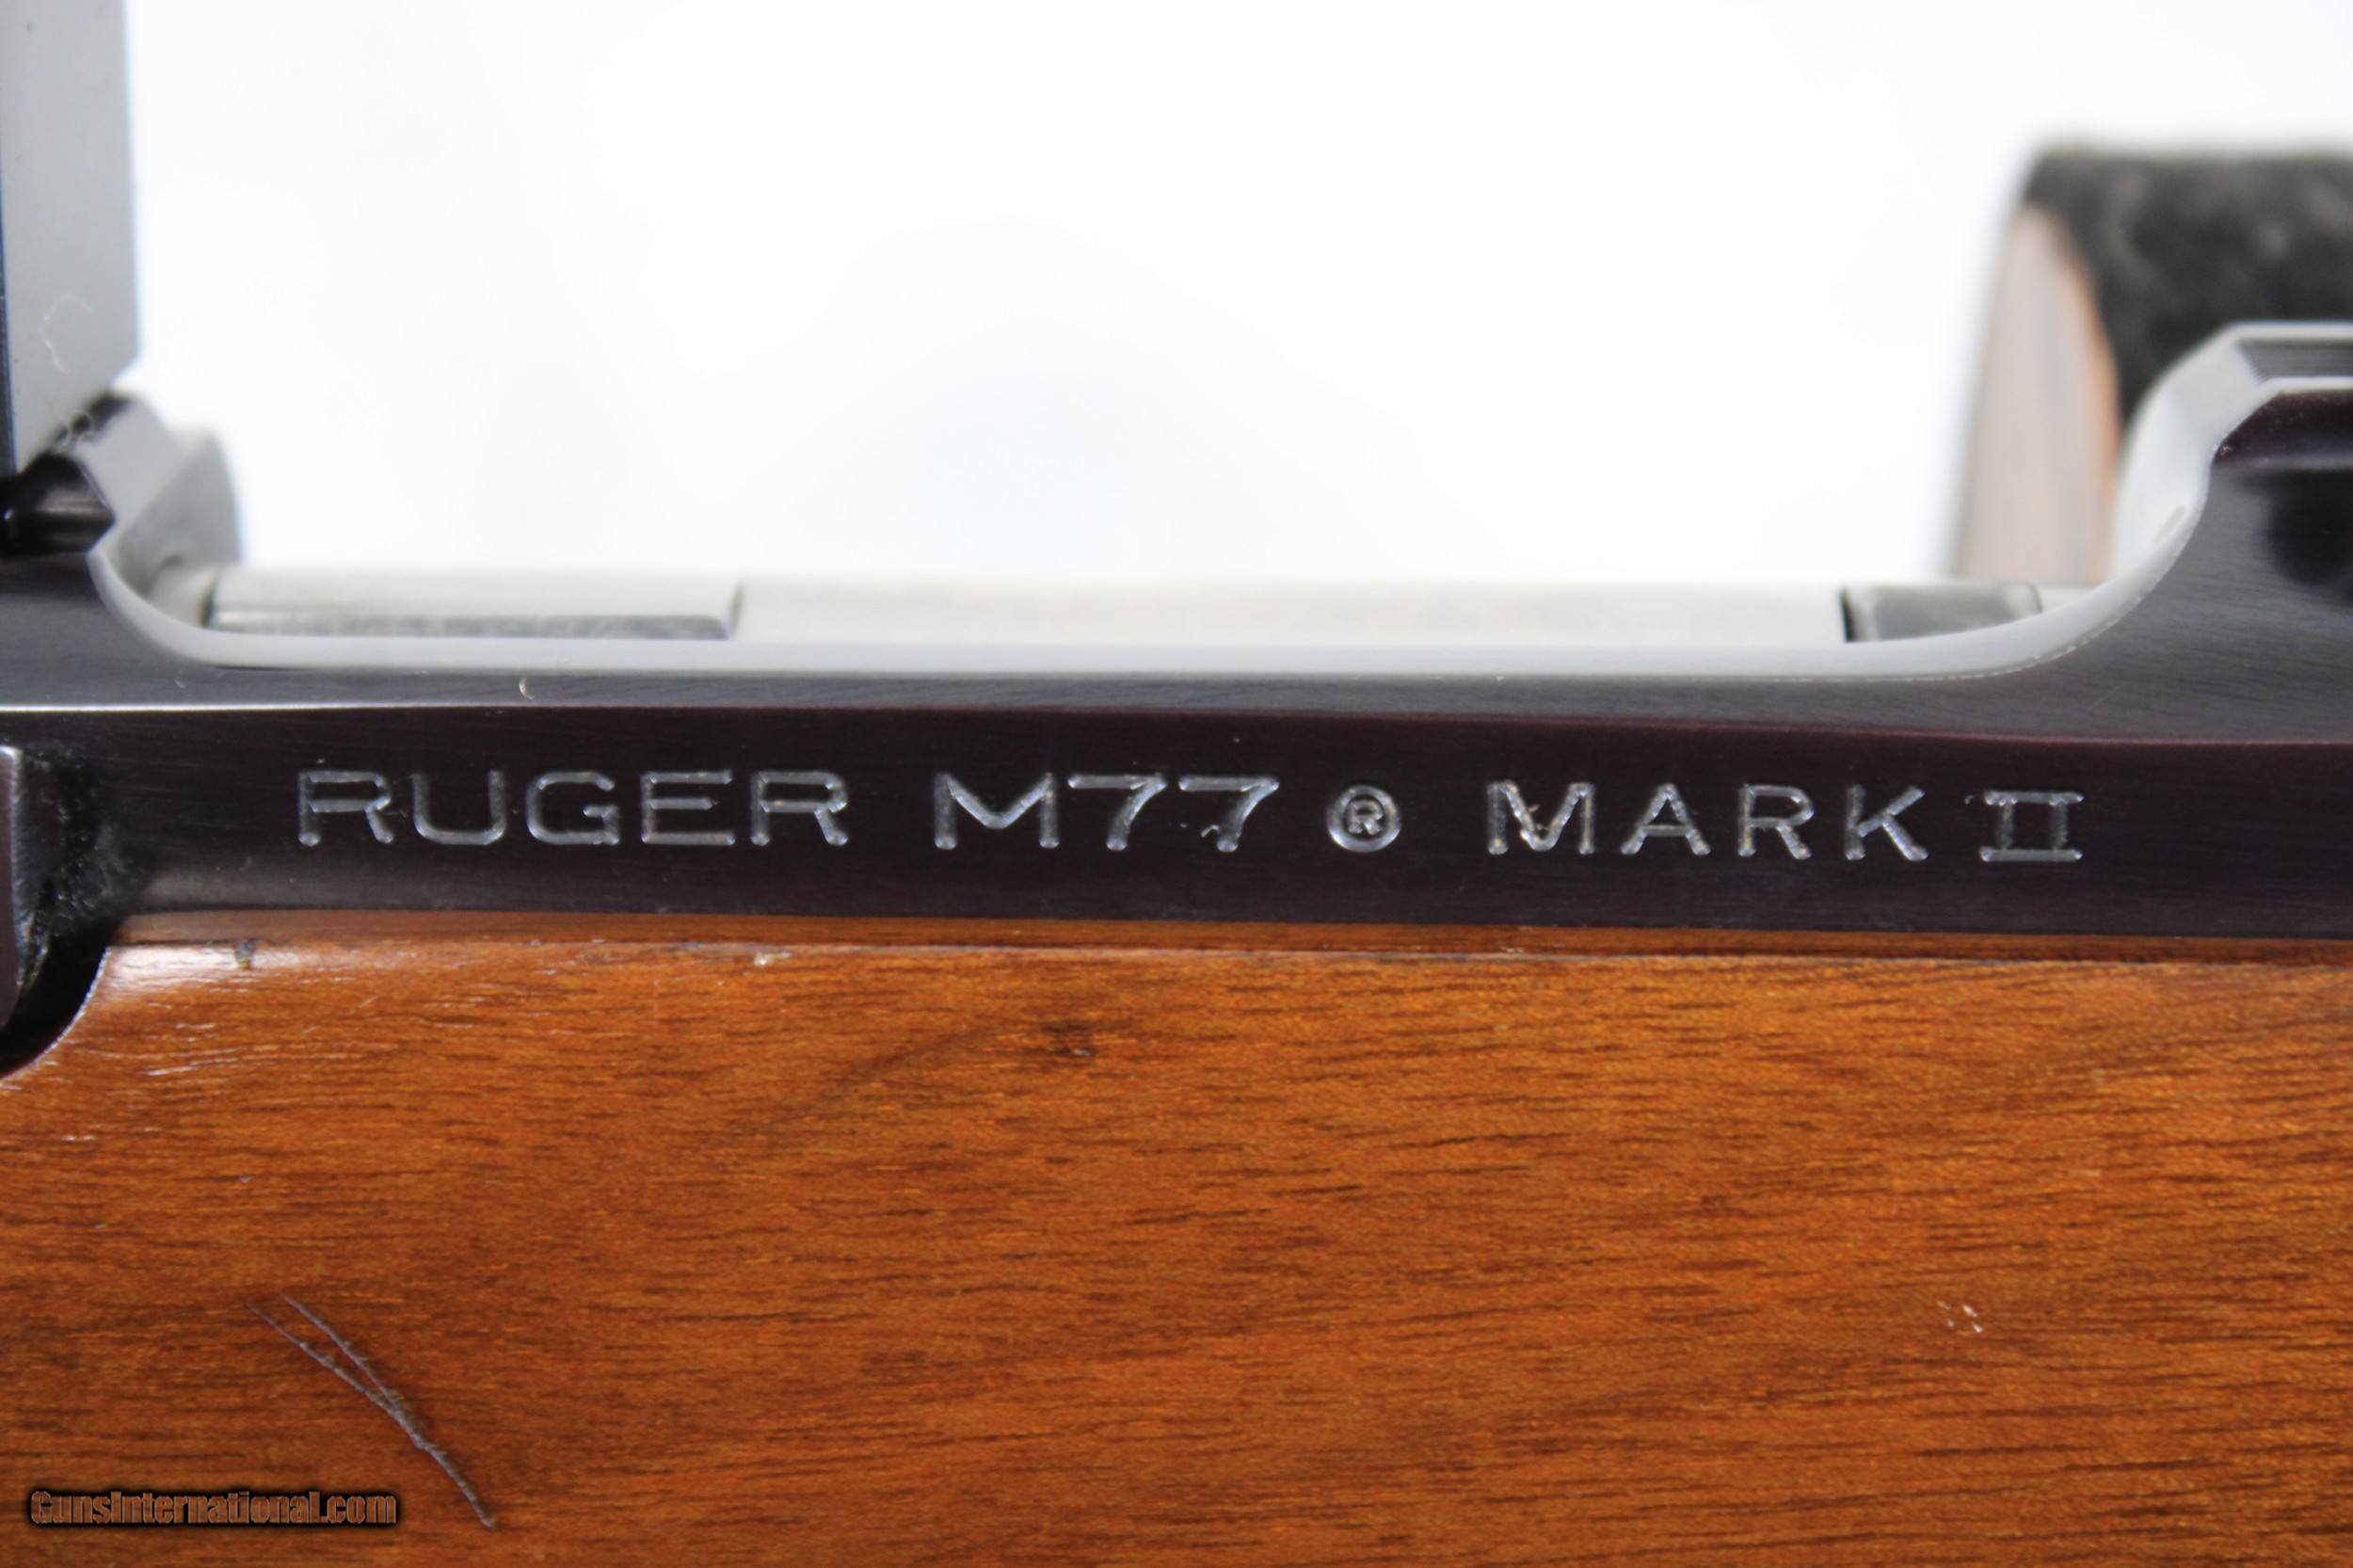 RUGER M77 ® MARK II
GunsInternational.com